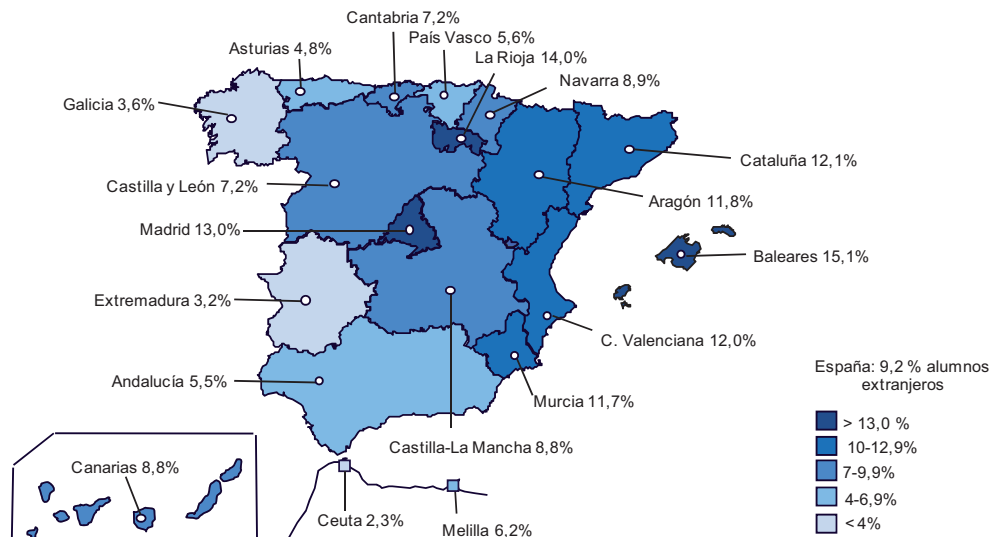 Cantabria 7,2%
País Vasco 5,6%
Asturias 4,8%
La Rioja 14,0%
Navarra 8,9%
Galicia 3,6%
Cataluña 12,1%
Castilla y León 7,2%
Aragón 11,8%
Madrid 13,0%
Baleares 15,1%
Extremadura 3,2%
C. Valenciana 12,0%
Andalucía 5,5%
Murcia 11,7%
Castilla-La Mancha 8,8%
Canarias 8,8%
Ceuta 2,3%
Melilla 6,2%
España: 9,2 % alumnos
extranjeros
> 13,0 %
10-12,9%
7-9,9%
4-6,9%
< 4%